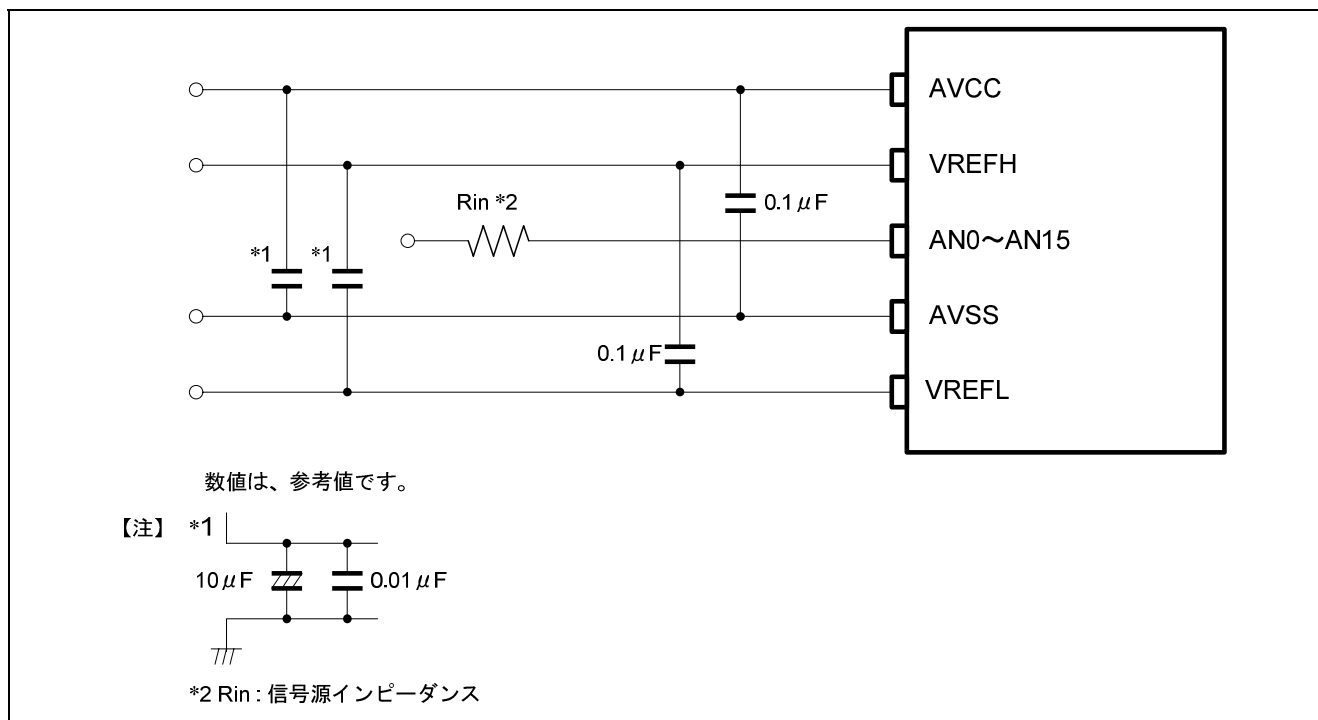 AVCC
VREFH
Rin *2
0.1μF
AN0～AN15
*1
*1
AVSS
0.1μF
VREFL
数値は、参考値です。
【注】 *1
10μF
0.01μF
*2 Rin : 信号源インピーダンス